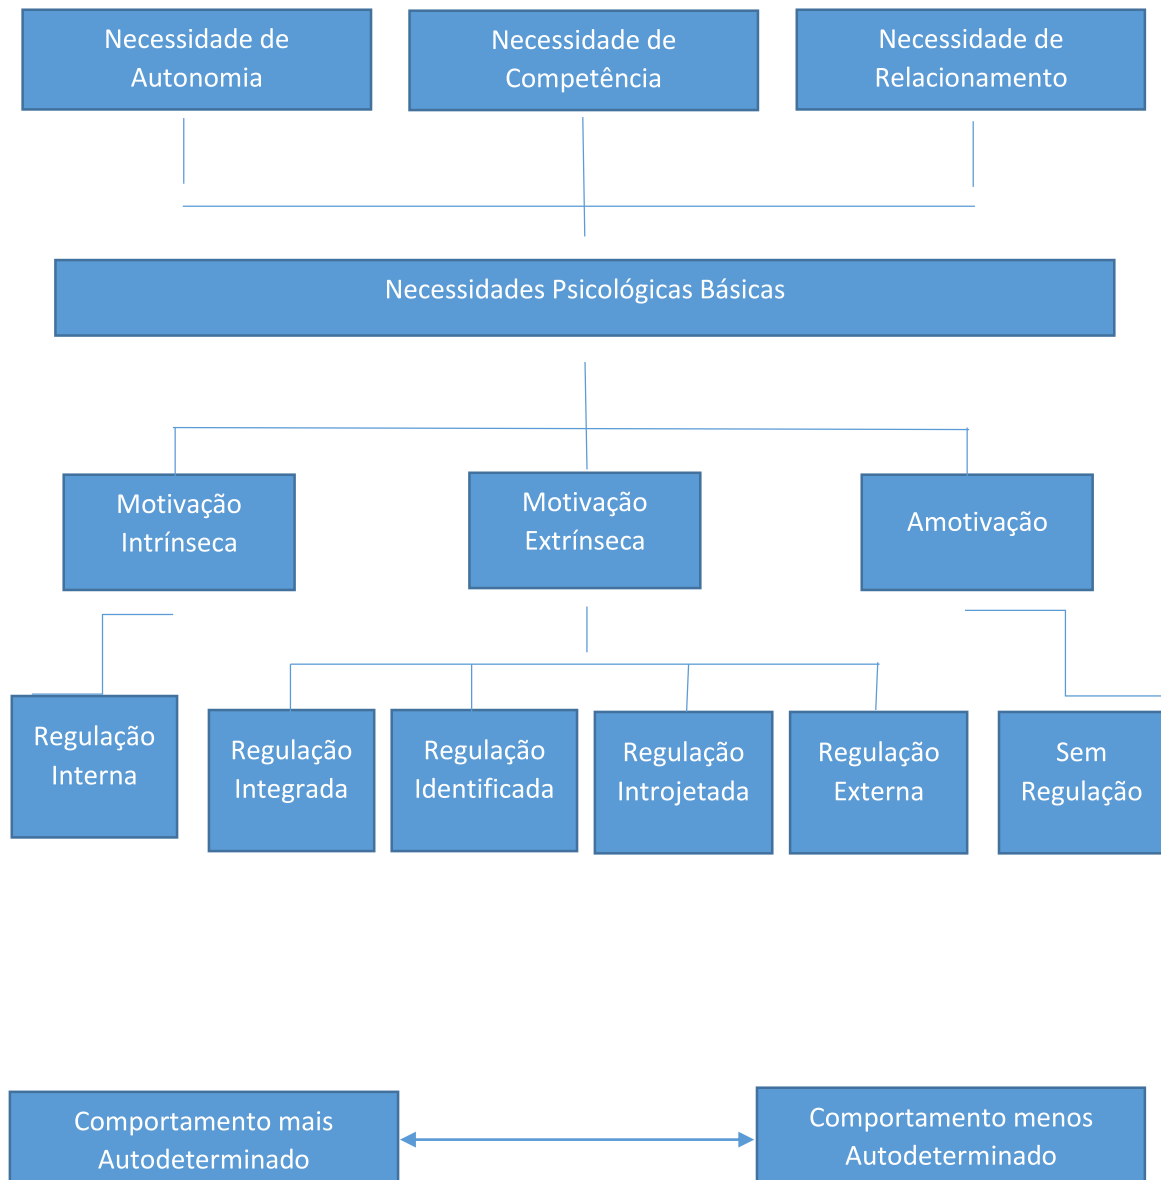 Necessidade de
Autonomia
Necessidade de
Competência
Necessidade de
Relacionamento
Necessidades Psicológicas Básicas
Motivação
Intrínseca
Motivação
Extrínseca
Amotivação
Regulação
Interna
Regulação
Integrada
Regulação
Identificada
Regulação
Introjetada
Regulação
Externa
Sem
Regulação
Comportamento mais
Autodeterminado
Comportamento menos
Autodeterminado